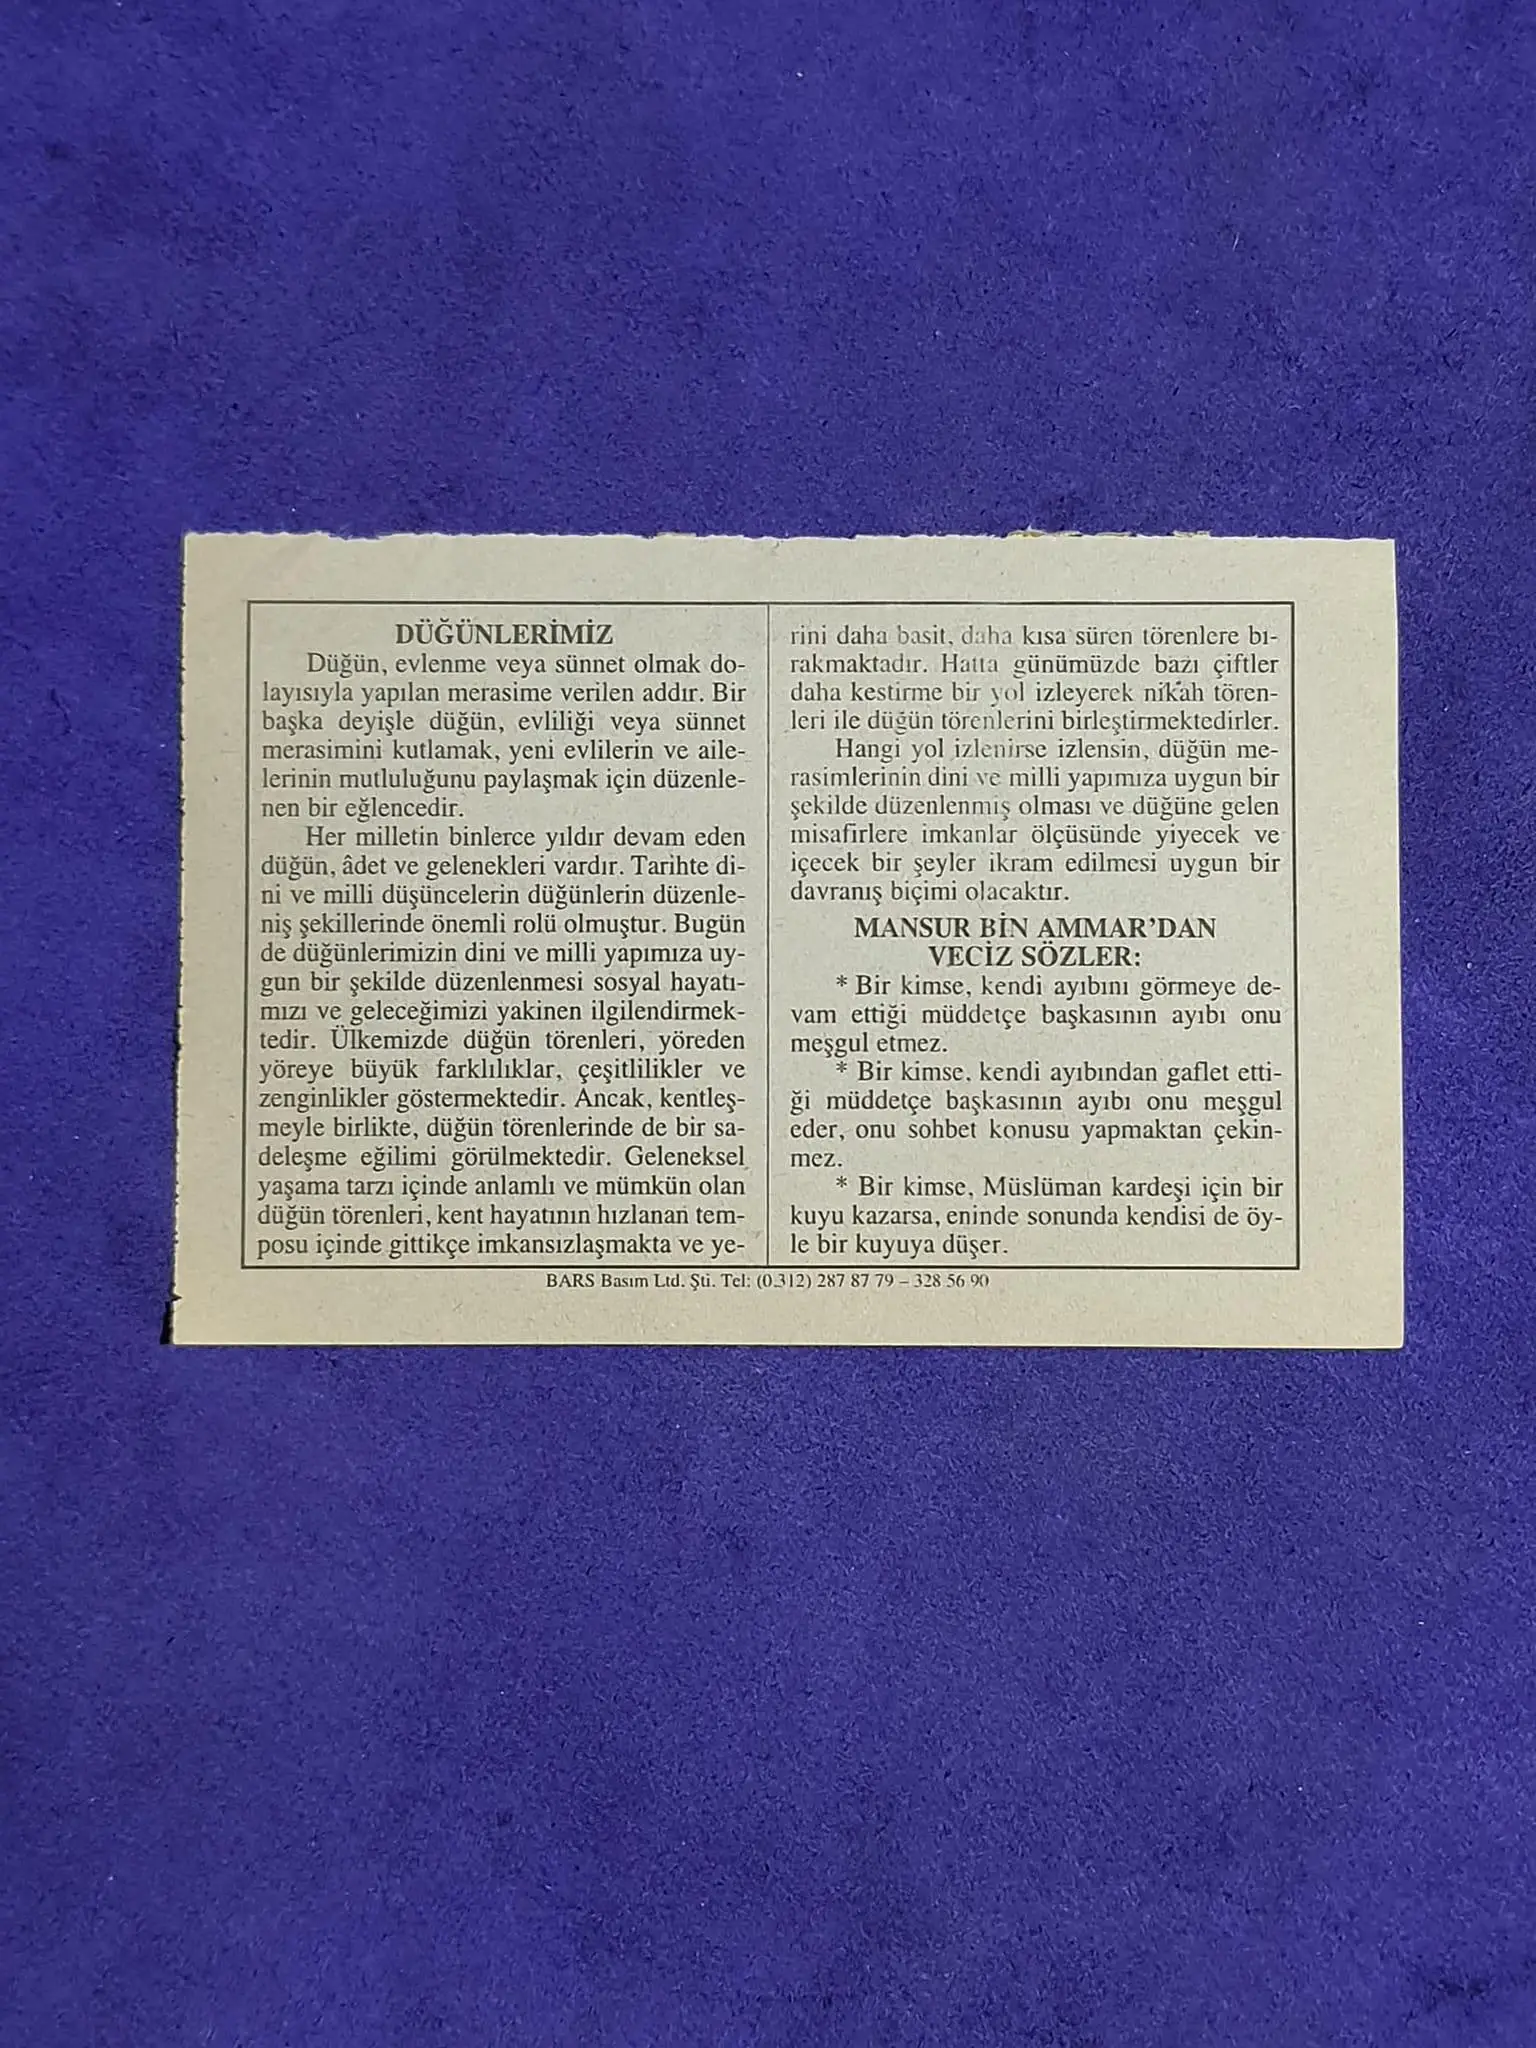 DÜĞÜNLERİMİZ
Düğün, evlenme veya sünnet olmak do-
layısıyla yapılan merasime verilen addır. Bir
başka deyişle düğün, evliliği veya sünnet
merasimini kutlamak, yeni evlilerin ve aile-
lerinin mutluluğunu paylaşmak için düzenle-
nen bir eğlencedir.
Her milletin binlerce yıldır devam eden
düğün, âdet ve gelenekleri vardır. Tarihte di-
ni ve milli düşüncelerin düğünlerin düzenle-
niş şekillerinde önemli rolü olmuştur. Bugün
de düğünlerimizin dini ve milli yapımıza uy-
gun bir şekilde düzenlenmesi sosyal hayatı-
mızı ve geleceğimizi yakinen ilgilendirmek-
tedir. Ülkemizde düğün törenleri, yöreden
yöreye büyük farklılıklar, çeşitlilikler ve
zenginlikler göstermektedir. Ancak, kentleş-
meyle birlikte, düğün törenlerinde de bir sa-
deleşme eğilimi görülmektedir. Geleneksel
yaşama tarzı içinde anlamlı ve mümkün olan
düğün törenleri, kent hayatının hızlanan tem-
posu içinde gittikçe imkansızlaşmakta ve ye-
rini daha basit, daha kısa süren törenlere bı-
rakmaktadır. Hatta günümüzde bazı çiftler
daha kestirme bir yol izleyerek nikâh tören-
leri ile düğün törenlerini birleştirmektedirler.
Hangi yol izlenirse izlensin, düğün me-
rasimlerinin dini ve milli yapımıza uygun bir
şekilde düzenlenmiş olması ve düğüne gelen
misafirlere imkanlar ölçüsünde yiyecek ve
içecek bir şeyler ikram edilmesi uygun bir
davranış biçimi olacaktır.
MANSUR BİN AMMAR'DAN
VECİZ SÖZLER:
* Bir kimse, kendi ayıbını görmeye de-
vam ettiği müddetçe başkasının ayıbı onu
meşgul etmez.
* Bir kimse, kendi ayıbından gaflet etti-
ği müddetçe başkasının ayıbı onu meşgul
eder, onu sohbet konusu yapmaktan çekin-
mez.
* Bir kimse, Müslüman kardeşi için bir
kuyu kazarsa, eninde sonunda kendisi de öy-
le bir kuyuya düşer.
BARS Basım Ltd. Şti. Tel: (0.312) 287 87 79 – 328 56 90